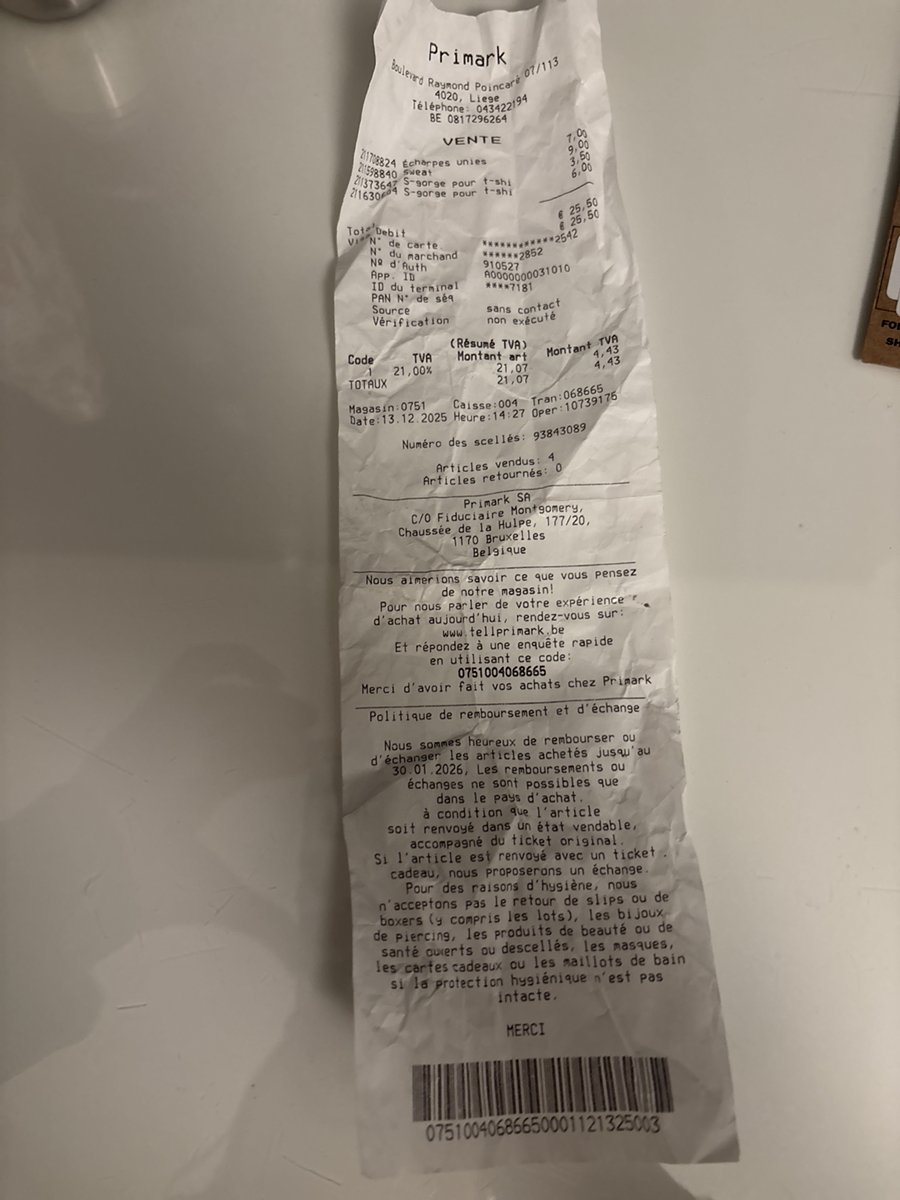 Primark
Boulevard Raymond Poincaré 07/113
4020, Liege
Téléphone: 043422194
BE 0817296264
VENTE
211708824 Écharpes unies 7,00
211598840 sweat 9,00
S-gorge pour t-shi 3,50
S-gorge pour t-shi 6,00
€ 25,50
Debit € 25,50
N° de carte ************2542
N° du marchand ******2852
Nº d'Auth 910527
App. ID A0000000031010
ID du terminal ****7181
PAN N° de séq
Source sans contact
Vérification non exécuté
(Résumé TVA)
Code TVA Montant art Montant TVA
1 21,00% 21,07 4,43
TOTAUX 21,07 4,43
Magasin:0751 Caisse:004 Tran:068665
Date:13.12.2025 Heure:14:27 Oper:10739176
Numéro des scellés: 93843089
Articles vendus: 4
Articles retournés: 0
Primark SA
C/O Fiduciaire Montgomery,
Chaussée de la Hulpe, 177/20,
1170 Bruxelles
Belgique
Nous aimerions savoir ce que vous pensez
de notre magasin!
Pour nous parler de votre expérience
d'achat aujourd'hui, rendez-vous sur:
www.tellprimark.be
Et répondez à une enquête rapide
en utilisant ce code:
0751004068665
Merci d'avoir fait vos achats chez Primark
Politique de remboursement et d'échange
Nous sommes heureux de rembourser ou
d'échanger les articles achetés jusqu'au
30.01.2026, Les remboursements ou
échanges ne sont possibles que
dans le pays d'achat.
à condition que l'article
soit renvoyé dans un état vendable,
accompagné du ticket original.
Si l'article est renvoyé avec un ticket
cadeau, nous proposerons un échange.
Pour des raisons d'hygiène, nous
n'acceptons pas le retour de slips ou de
boxers (y compris les lots), les bijoux
de piercing, les produits de beauté ou de
santé ouverts ou descellés, les masques,
les cartes cadeaux ou les maillots de bain
si la protection hygiénique n'est pas
intacte.
MERCI
07510040686650001121325003